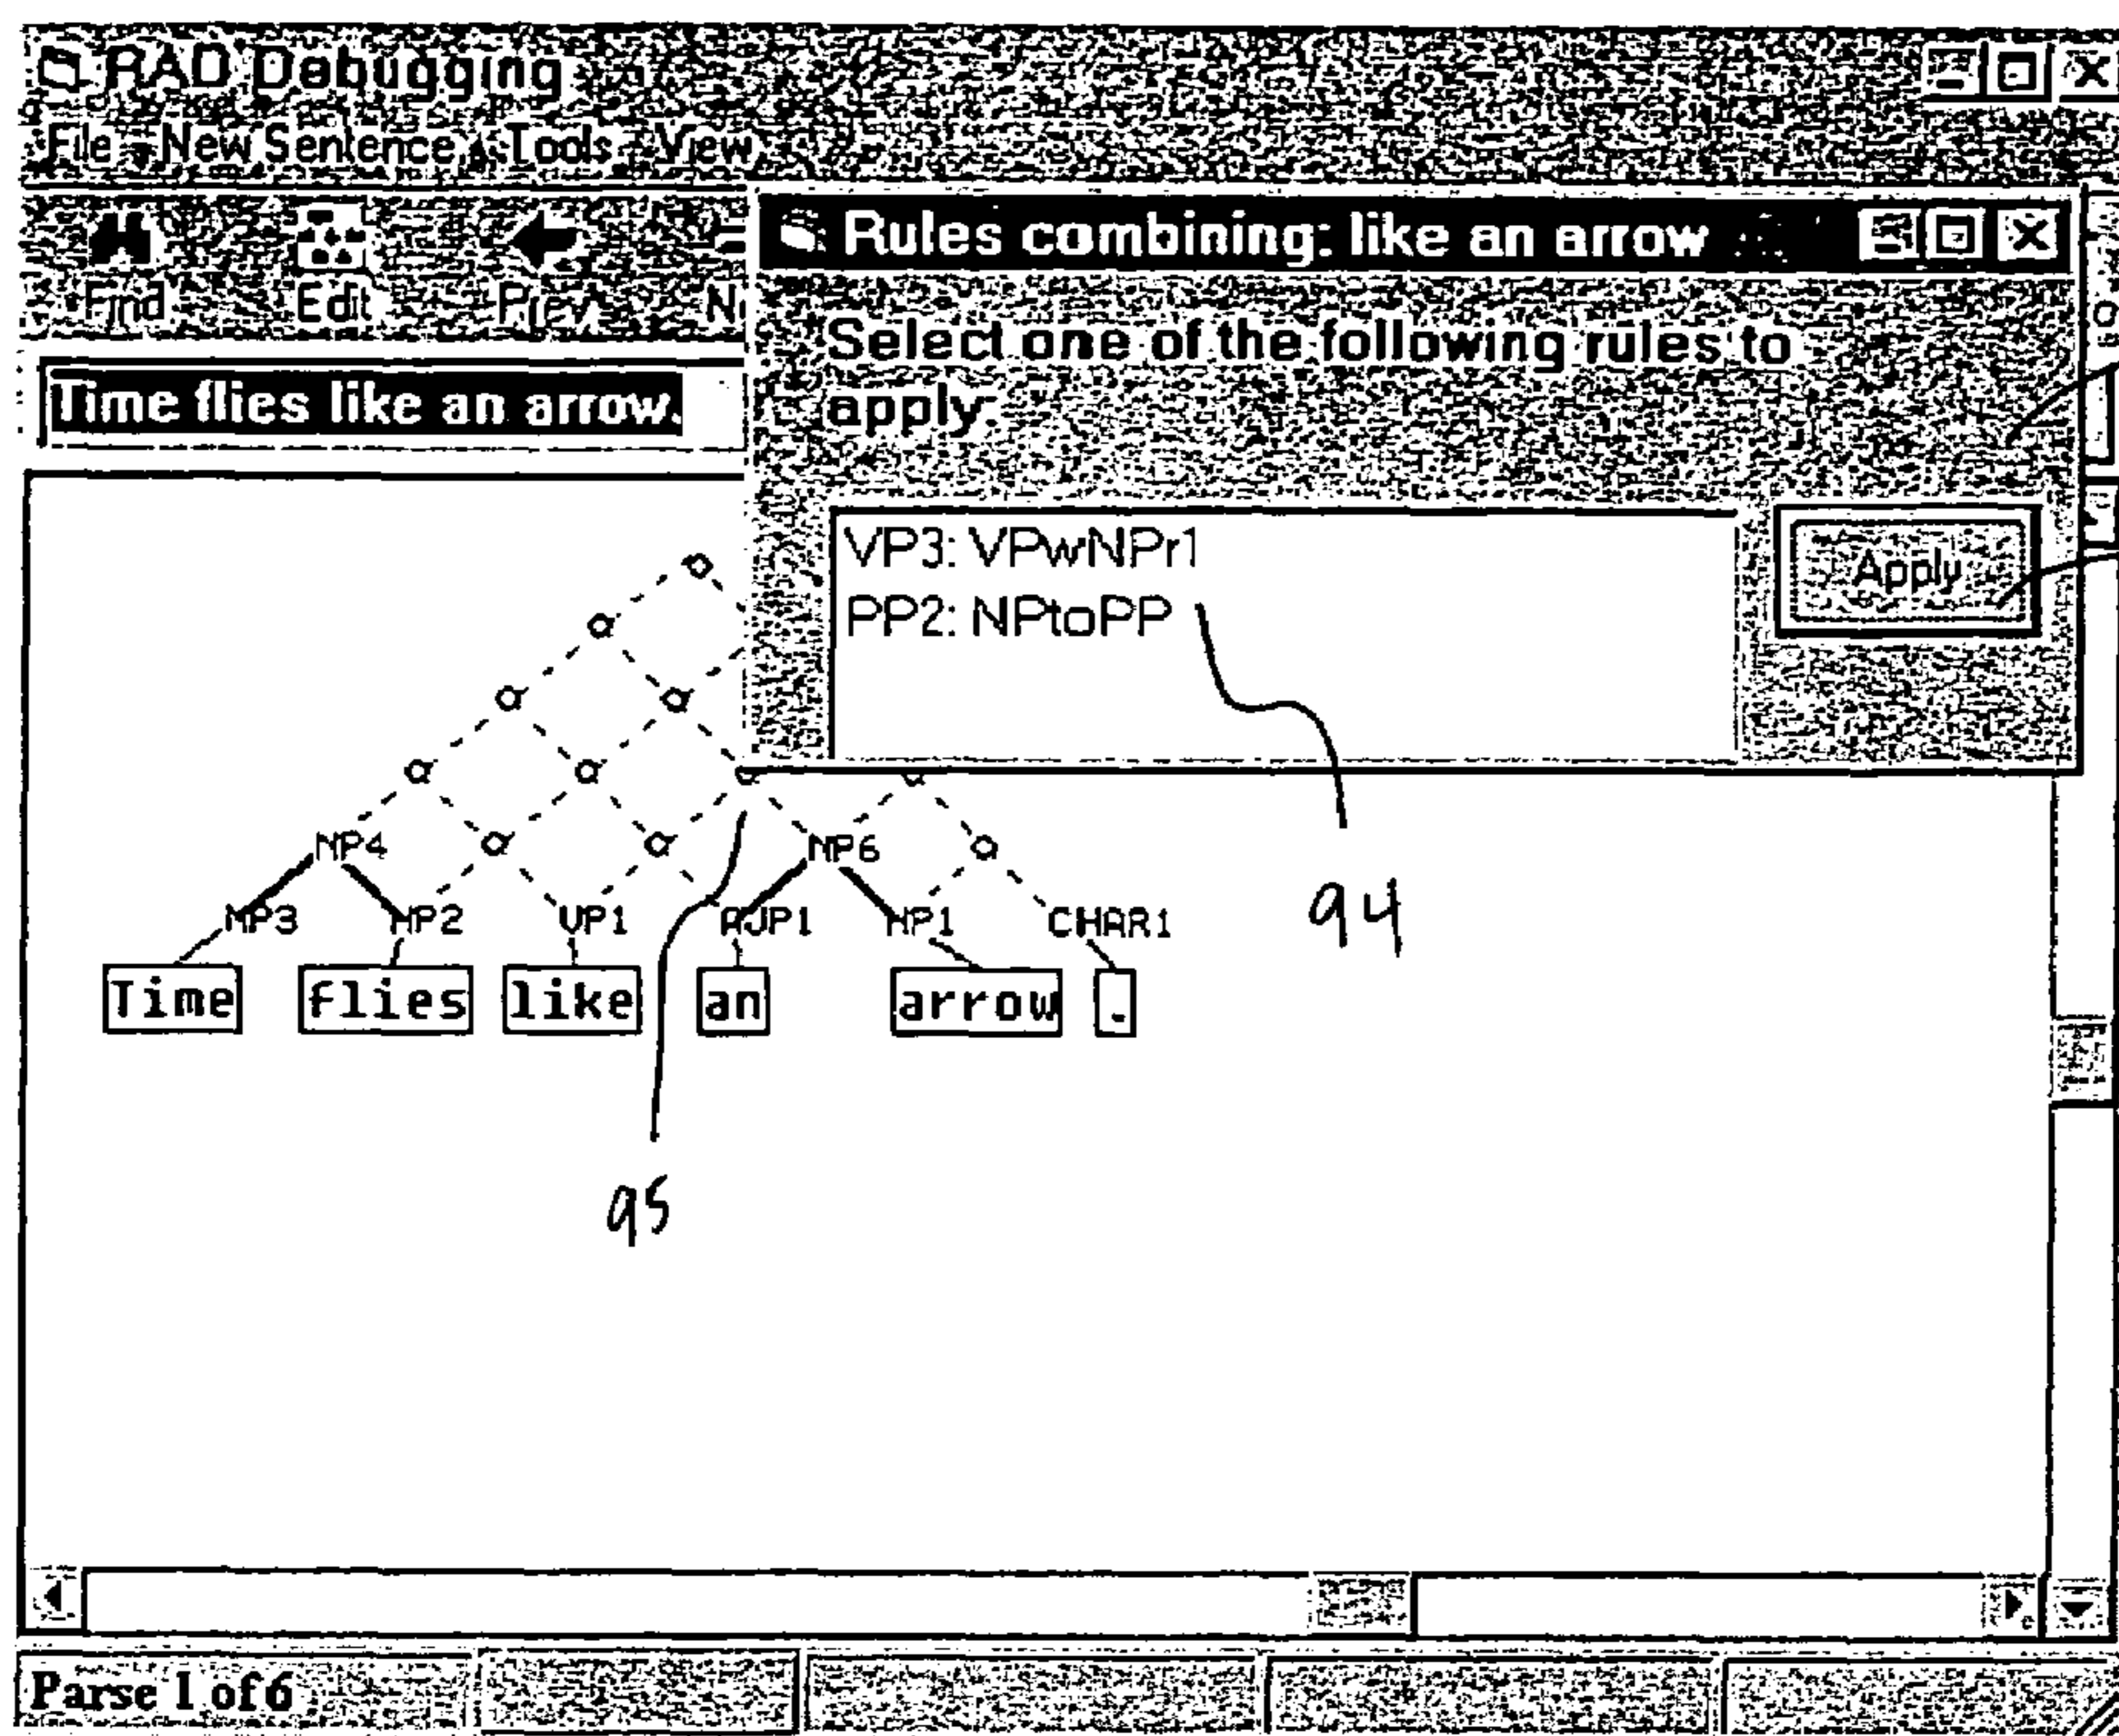 RAD Debugging
File New Sentence Tools View
Find Edit Prev N
Rules combining: like an arrow
Select one of the following rules to
apply:
Time flies like an arrow.
VP3: VPwNPr1
PP2: NPtoPP
Apply
NP4 NP6
NP3 NP2 VP1 AJP1 NP1 CHAR1
Time flies like an arrow .
94
95
Parse 1 of 6